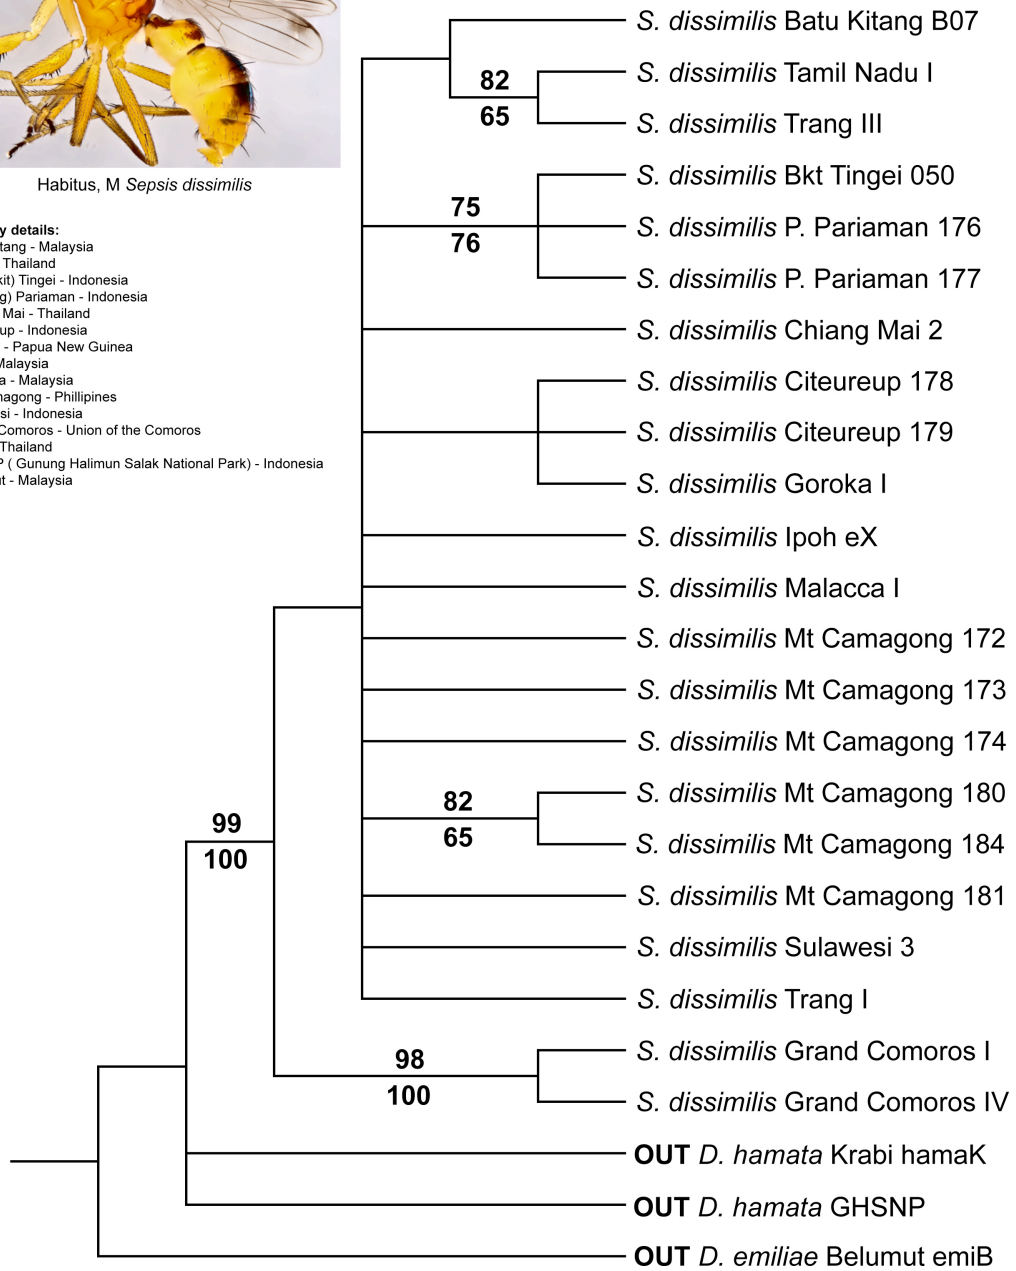 Habitus, M Sepsis dissimilis
y details:
tang - Malaysia
Thailand
kit) Tingei - Indonesia
g) Pariaman - Indonesia
Mai - Thailand
up - Indonesia
- Papua New Guinea
Malaysia
a - Malaysia
nagong - Phillipines
si - Indonesia
Comoros - Union of the Comoros
Thailand
P ( Gunung Halimun Salak National Park) - Indonesia
ut - Malaysia
S. dissimilis Batu Kitang B07
82
65
S. dissimilis Tamil Nadu I
S. dissimilis Trang III
S. dissimilis Bkt Tingei 050
75
76
S. dissimilis P. Pariaman 176
S. dissimilis P. Pariaman 177
S. dissimilis Chiang Mai 2
S. dissimilis Citeureup 178
S. dissimilis Citeureup 179
S. dissimilis Goroka I
S. dissimilis Ipoh eX
S. dissimilis Malacca I
S. dissimilis Mt Camagong 172
S. dissimilis Mt Camagong 173
S. dissimilis Mt Camagong 174
82
65
S. dissimilis Mt Camagong 180
S. dissimilis Mt Camagong 184
99
100
S. dissimilis Mt Camagong 181
S. dissimilis Sulawesi 3
S. dissimilis Trang I
98
100
S. dissimilis Grand Comoros I
S. dissimilis Grand Comoros IV
OUT D. hamata Krabi hamaK
OUT D. hamata GHSNP
OUT D. emiliae Belumut emiB